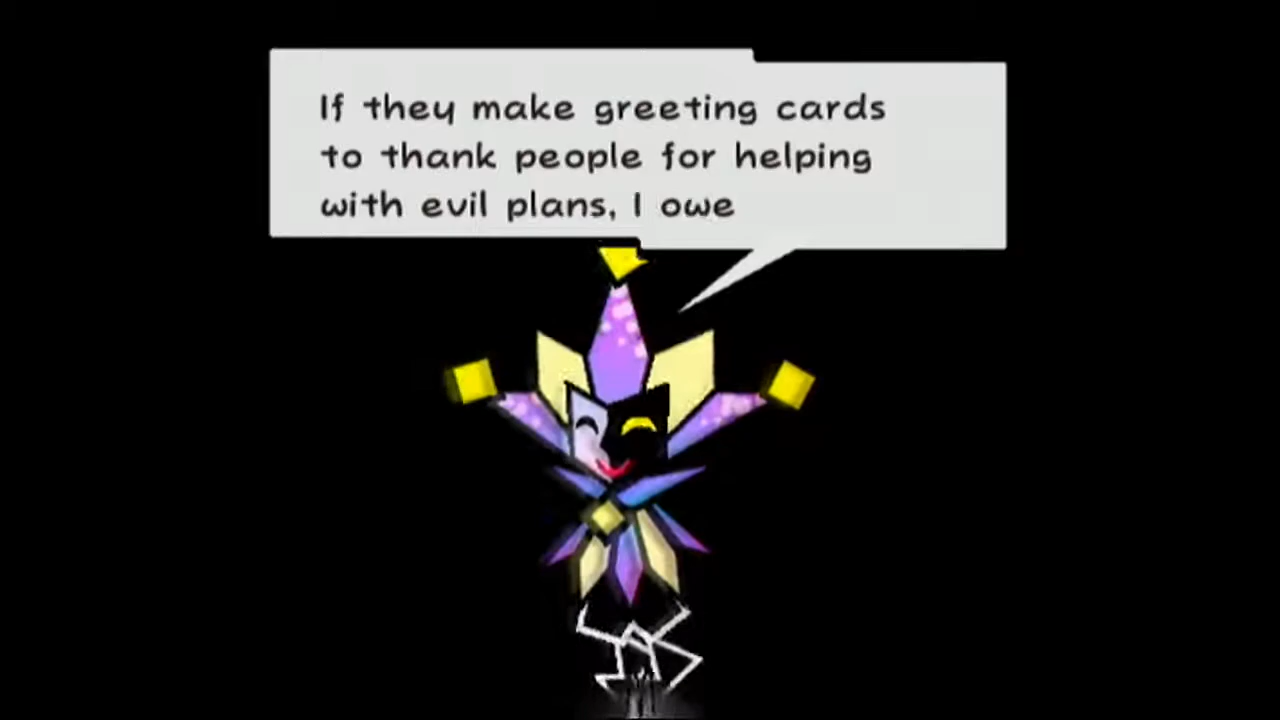 If they make greeting cards
to thank people for helping
with evil plans, I owe